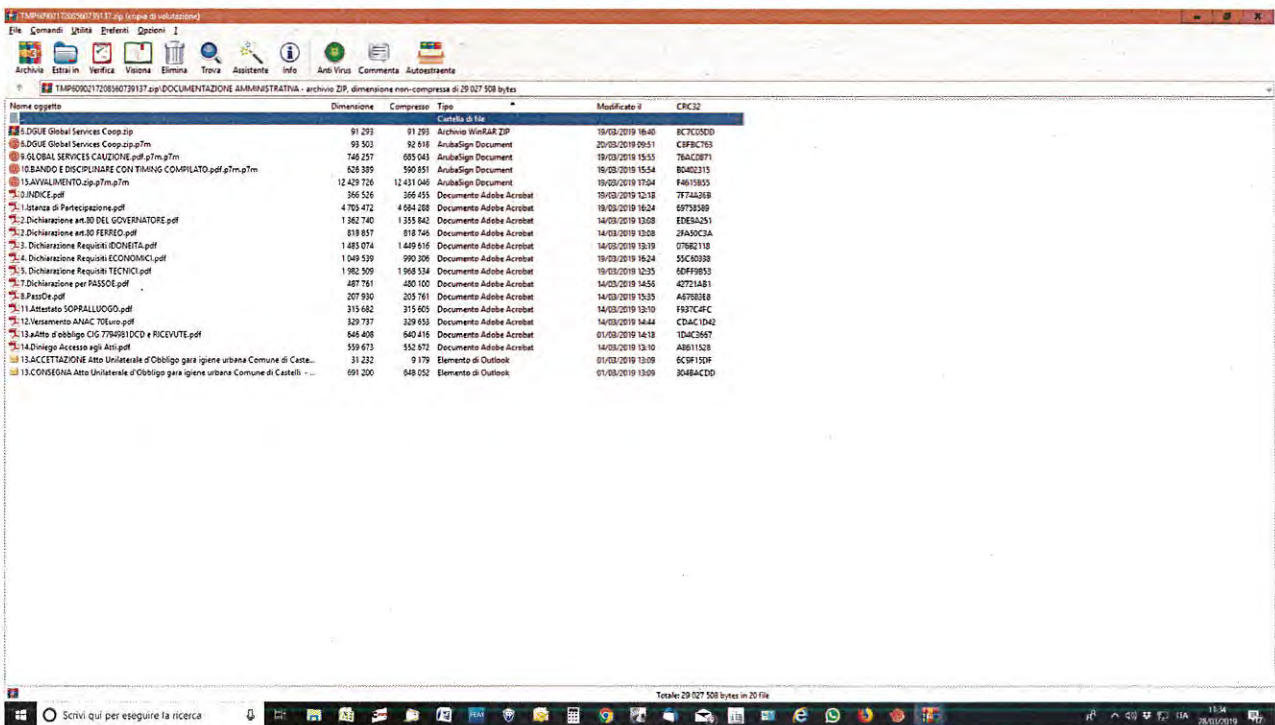 TMP6090217208560739137.zip (copia di valutazione)
File Comandi Utilità Preferiti Opzioni ?
Archivia Estrai in Verifica Visiona Elimina Trova Assistente Info Anti Virus Commenta Autoestraente
TMP6090217208560739137.zip\DOCUMENTAZIONE AMMINISTRATIVA - archivio ZIP, dimensione non-compressa di 29 027 508 bytes
Nome oggetto Dimensione Compresso Tipo Modificato il CRC32
.. Cartella di file
6.DGUE Global Services Coop.zip 91 293 91 293 Archivio WinRAR ZIP 19/03/2019 16:40 BC7C05DD
6.DGUE Global Services Coop.zip.p7m 93 503 92 618 ArubaSign Document 20/03/2019 09:51 C8FBC763
9.GLOBAL SERVICES CAUZIONE.pdf.p7m.p7m 746 257 685 043 ArubaSign Document 19/03/2019 15:55 76AC0871
10.BANDO E DISCIPLINARE CON TIMING COMPILATO.pdf.p7m.p7m 626 389 590 851 ArubaSign Document 19/03/2019 15:54 B0402315
15.AVVALIMENTO.zip.p7m.p7m 12 429 726 12 431 046 ArubaSign Document 19/03/2019 17:04 F4615B55
0.INDICE.pdf 366 526 366 455 Documento Adobe Acrobat 19/03/2019 12:18 7F74A36B
1.Istanza di Partecipazione.pdf 4 705 472 4 684 288 Documento Adobe Acrobat 19/03/2019 16:24 69758589
2.Dichiarazione art.80 DEL GOVERNATORE.pdf 1 362 740 1 355 842 Documento Adobe Acrobat 14/03/2019 13:08 EDE9A251
2.Dichiarazione art.80 FERREO.pdf 818 857 818 746 Documento Adobe Acrobat 14/03/2019 13:08 2FA50C3A
3. Dichiarazione Requisiti IDONEITA.pdf 1 485 074 1 449 616 Documento Adobe Acrobat 14/03/2019 13:19 076B2118
4. Dichiarazione Requisiti ECONOMICI.pdf 1 049 539 990 306 Documento Adobe Acrobat 19/03/2019 16:24 55C60338
5. Dichiarazione Requisiti TECNICI.pdf 1 982 509 1 968 534 Documento Adobe Acrobat 19/03/2019 12:35 6DFF9853
7.Dichiarazione per PASSOE.pdf 487 761 480 100 Documento Adobe Acrobat 14/03/2019 14:56 42721AB1
8.PassOe.pdf 207 930 205 761 Documento Adobe Acrobat 14/03/2019 15:35 A67683E8
11.Attestato SOPRALLUOGO.pdf 315 682 315 605 Documento Adobe Acrobat 14/03/2019 13:10 F937C4FC
12.Versamento ANAC 70Euro.pdf 329 737 329 653 Documento Adobe Acrobat 14/03/2019 14:44 CDAC1D42
13.aAtto d'obbligo CIG 7794981DCD e RICEVUTE.pdf 646 408 640 416 Documento Adobe Acrobat 01/03/2019 14:13 1D4C3667
14.Diniego Accesso agli Atti.pdf 559 673 552 672 Documento Adobe Acrobat 14/03/2019 13:10 A8611528
13.ACCETTAZIONE Atto Unilaterale d'Obbligo gara igiene urbana Comune di Caste... 31 232 9 179 Elemento di Outlook 01/03/2019 13:09 6C9F15DF
13.CONSEGNA Atto Unilaterale d'Obbligo gara igiene urbana Comune di Castelli - ... 691 200 648 052 Elemento di Outlook 01/03/2019 13:09 304BACDD
Totale: 29 027 508 bytes in 20 file
Scrivi qui per eseguire la ricerca
FEM
ITA
11:34
28/03/2019